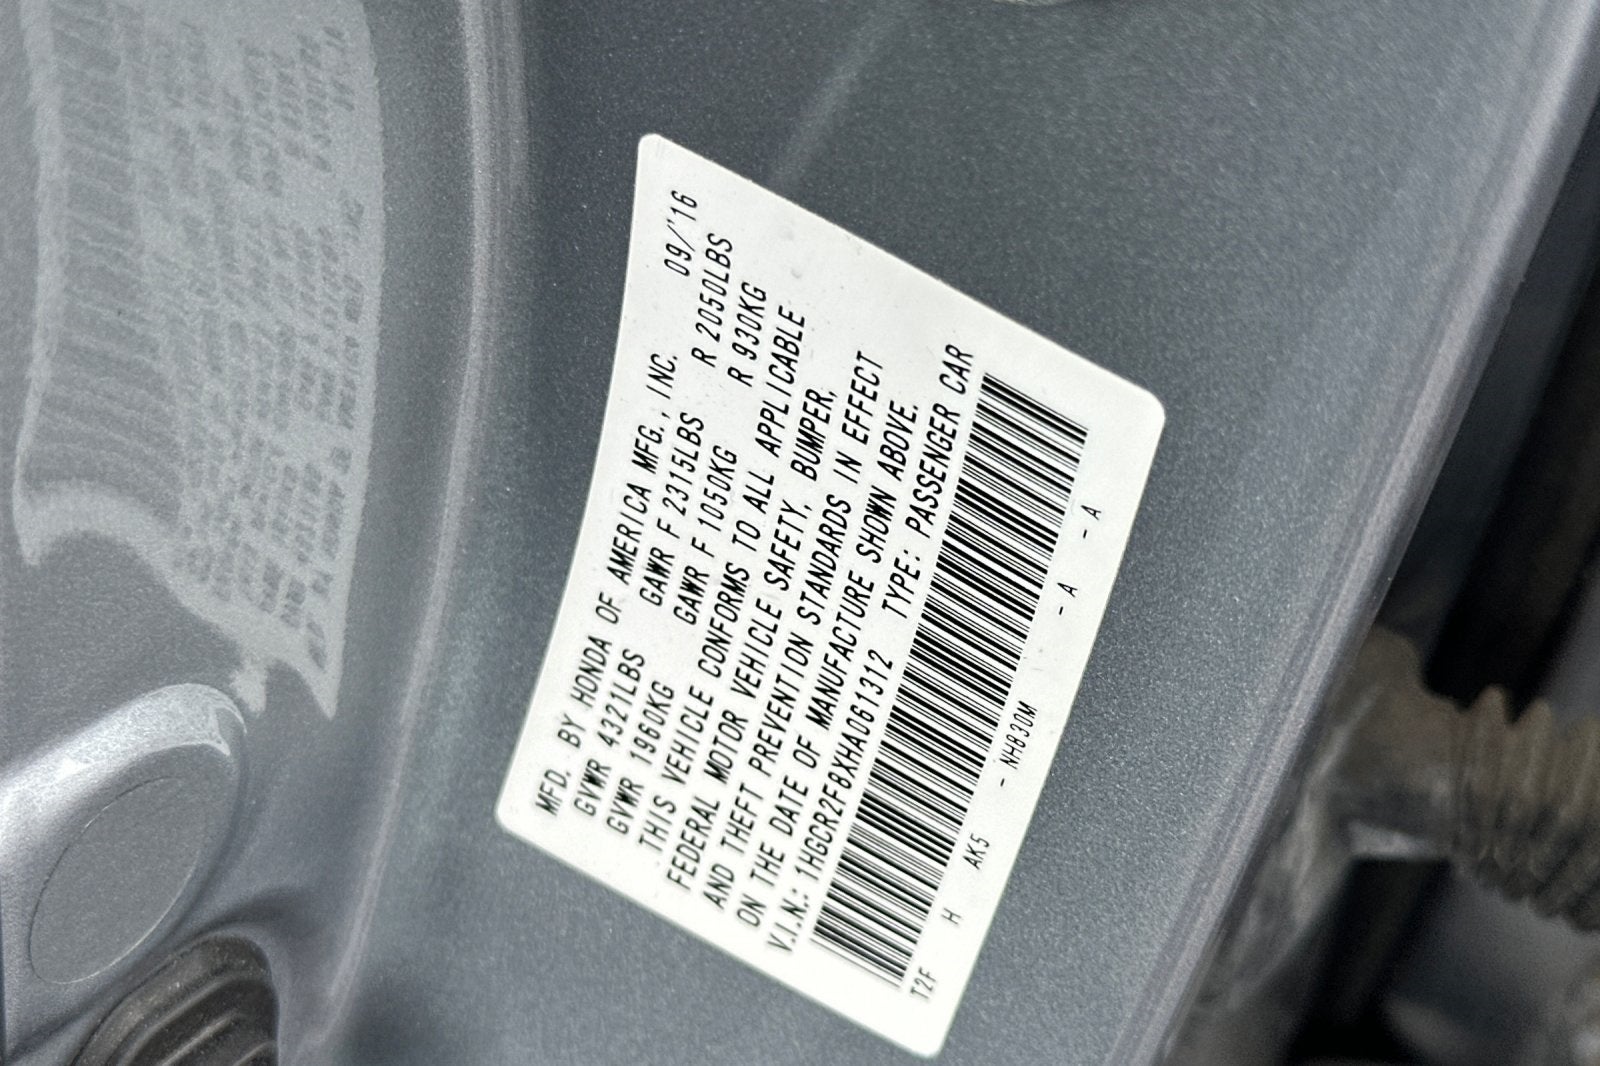 MFD. BY HONDA OF AMERICA MFG., INC. 09/'16
GVWR 4321LBS GAWR F 2315LBS R 2050LBS
GVWR 1960KG GAWR F 1050KG R 930KG
THIS VEHICLE CONFORMS TO ALL APPLICABLE
FEDERAL MOTOR VEHICLE SAFETY, BUMPER,
AND THEFT PREVENTION STANDARDS IN EFFECT
ON THE DATE OF MANUFACTURE SHOWN ABOVE.
V.I.N.: 1HGCR2F8XHA061312 TYPE: PASSENGER CAR
T2F H AK5 - NH830M - A - A